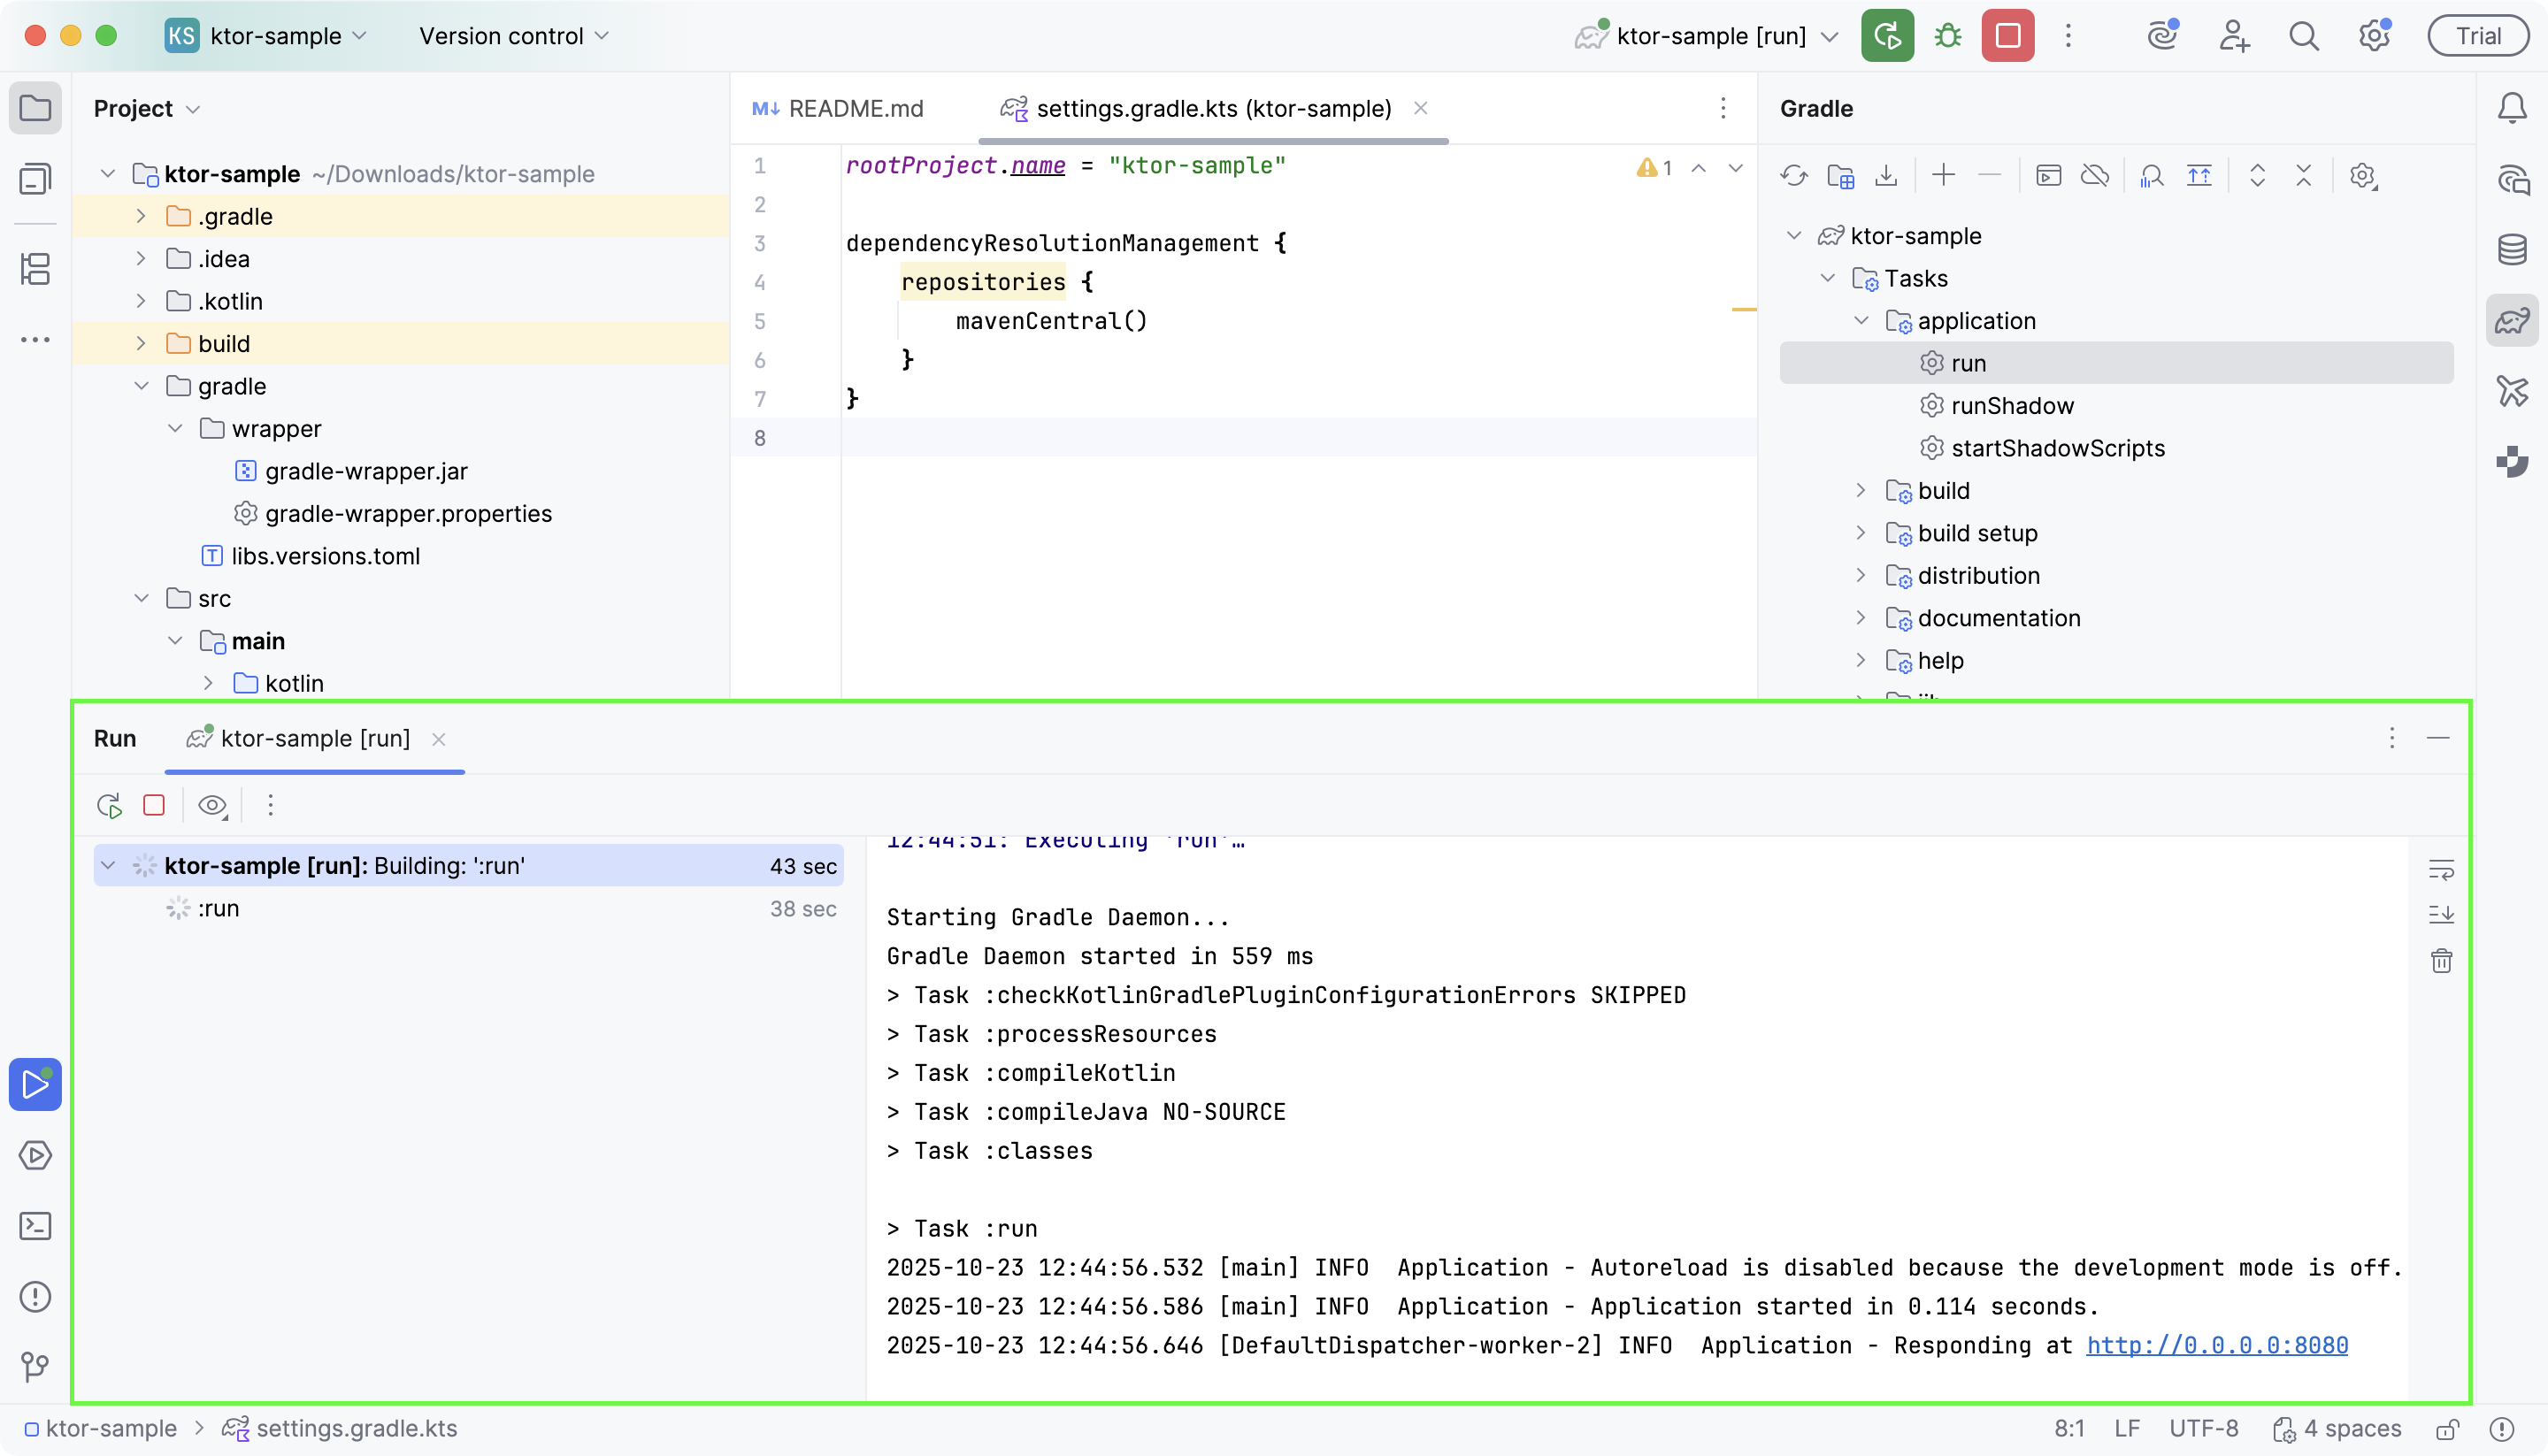 KS ktor-sample Version control ktor-sample [run] Trial
Project
ktor-sample ~/Downloads/ktor-sample
.gradle
.idea
.kotlin
build
gradle
wrapper
gradle-wrapper.jar
gradle-wrapper.properties
libs.versions.toml
src
main
kotlin
M↓ README.md settings.gradle.kts (ktor-sample)
1 rootProject.name = "ktor-sample" 1
2
3 dependencyResolutionManagement {
4 repositories {
5 mavenCentral()
6 }
7 }
8
Gradle
ktor-sample
Tasks
application
run
runShadow
startShadowScripts
build
build setup
distribution
documentation
help
Run ktor-sample [run]
ktor-sample [run]: Building: ':run' 43 sec
:run 38 sec
12:44:51: Executing 'run'…
Starting Gradle Daemon...
Gradle Daemon started in 559 ms
> Task :checkKotlinGradlePluginConfigurationErrors SKIPPED
> Task :processResources
> Task :compileKotlin
> Task :compileJava NO-SOURCE
> Task :classes
> Task :run
2025-10-23 12:44:56.532 [main] INFO  Application - Autoreload is disabled because the development mode is off.
2025-10-23 12:44:56.586 [main] INFO  Application - Application started in 0.114 seconds.
2025-10-23 12:44:56.646 [DefaultDispatcher-worker-2] INFO  Application - Responding at http://0.0.0.0:8080
ktor-sample > settings.gradle.kts 8:1 LF UTF-8 4 spaces